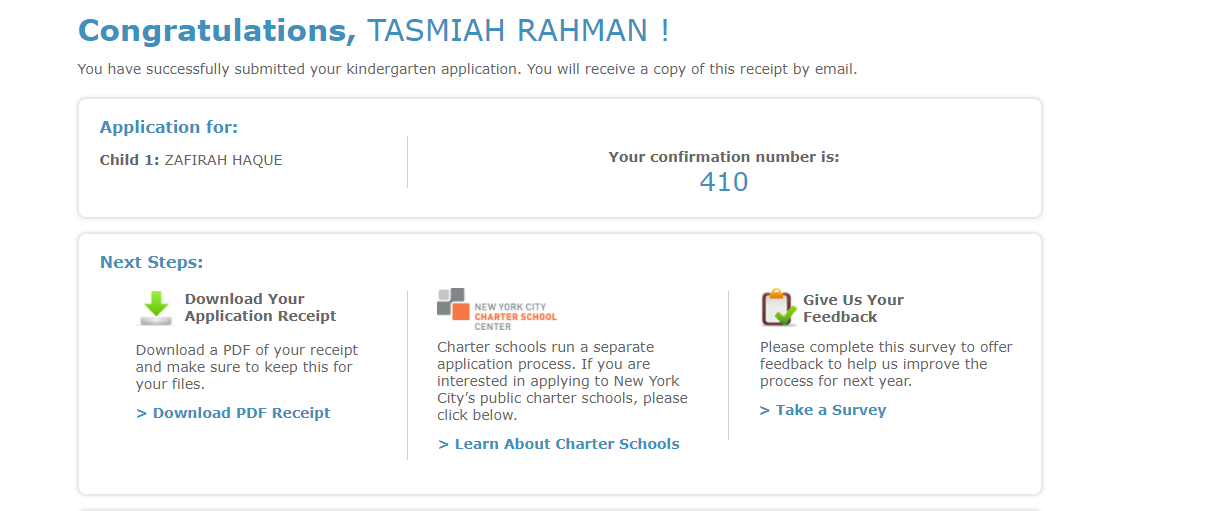 Congratulations, TASMIAH RAHMAN !
You have successfully submitted your kindergarten application. You will receive a copy of this receipt by email.
Application for:
Child 1: ZAFIRAH HAQUE
Your confirmation number is:
410
Next Steps:
Download Your
Application Receipt
Download a PDF of your receipt
and make sure to keep this for
your files.
> Download PDF Receipt
NEW YORK CITY
CHARTER SCHOOL
CENTER
Charter schools run a separate
application process. If you are
interested in applying to New York
City's public charter schools, please
click below.
> Learn About Charter Schools
Give Us Your
Feedback
Please complete this survey to offer
feedback to help us improve the
process for next year.
> Take a Survey